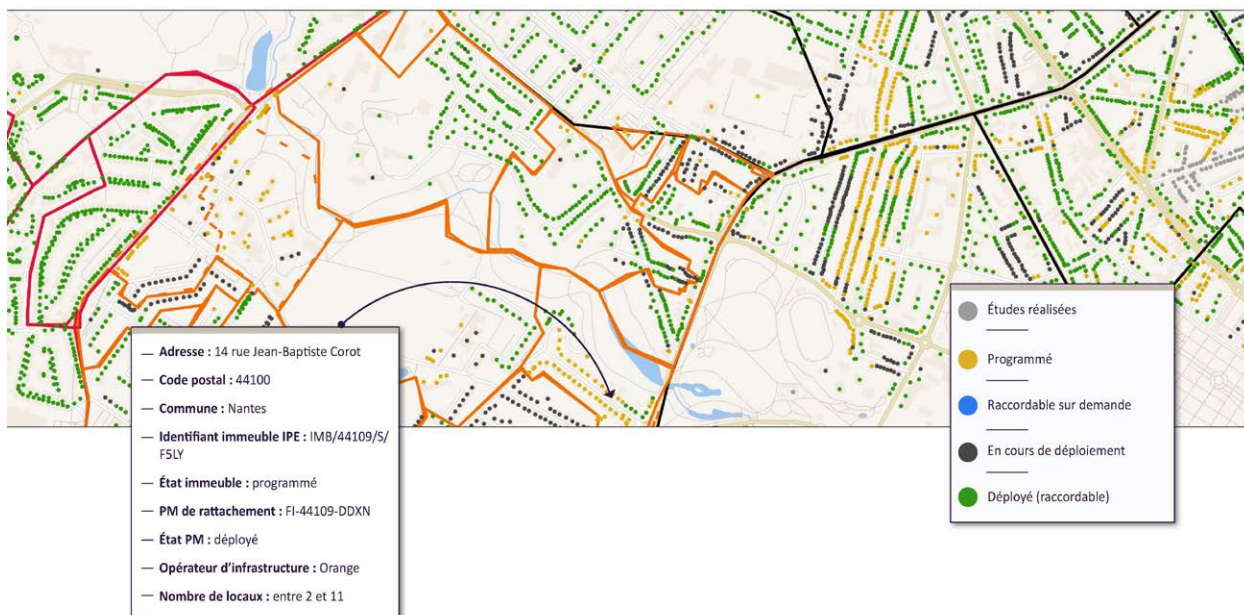 — Adresse : 14 rue Jean-Baptiste Corot
— Code postal : 44100
— Commune : Nantes
— Identifiant immeuble IPE : IMB/44109/S/
F5LY
— État immeuble : programmé
— PM de rattachement : FI-44109-DDXN
— État PM : déployé
— Opérateur d’infrastructure : Orange
— Nombre de locaux : entre 2 et 11
Études réalisées
Programmé
Raccordable sur demande
En cours de déploiement
Déployé (raccordable)